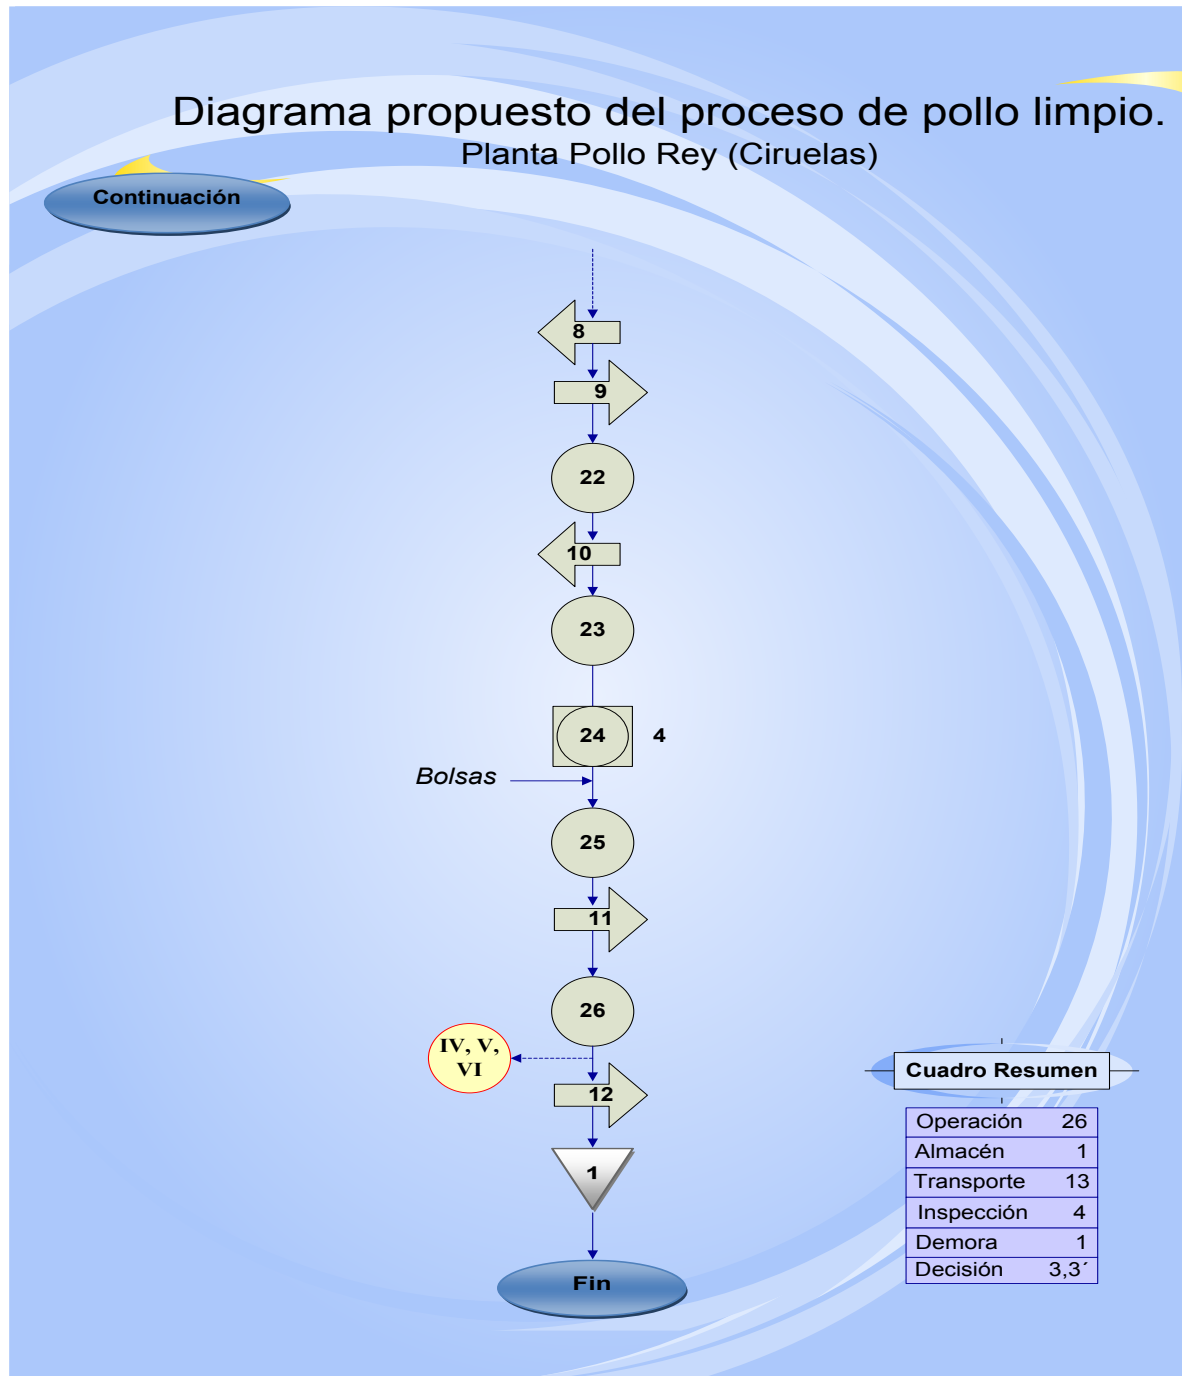 Diagrama propuesto del proceso de pollo limpio.
Planta Pollo Rey (Ciruelas)
Continuación
8
9
22
10
23
24 4
Bolsas
25
11
26
IV, V,
VI
12
1
Fin
Cuadro Resumen
Operación 26
Almacén 1
Transporte 13
Inspección 4
Demora 1
Decisión 3,3´